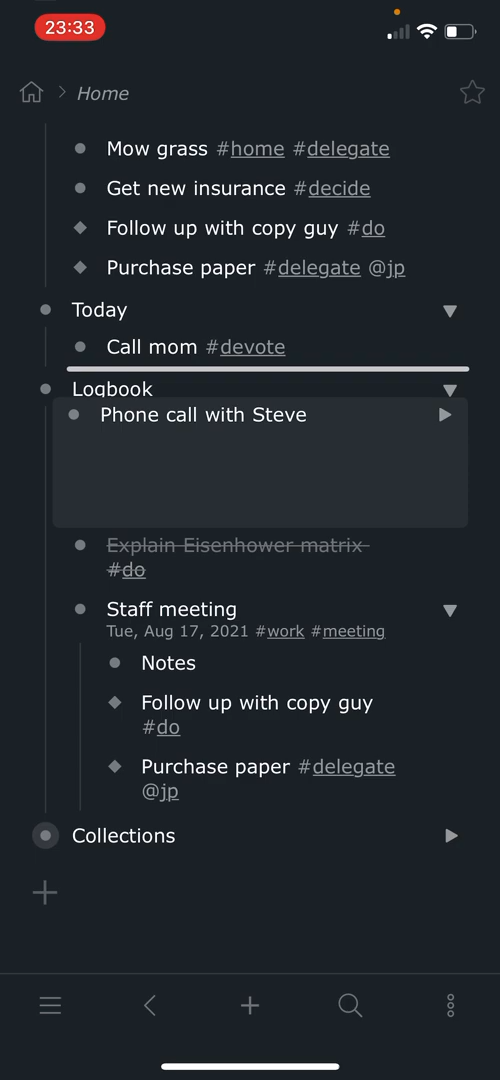 23:33
Home
Mow grass #home #delegate
Get new insurance #decide
Follow up with copy guy #do
Purchase paper #delegate @jp
Today
Call mom #devote
Logbook
Phone call with Steve
Explain Eisenhower matrix
#do
Staff meeting
Tue, Aug 17, 2021 #work #meeting
Notes
Follow up with copy guy
#do
Purchase paper #delegate
@jp
Collections